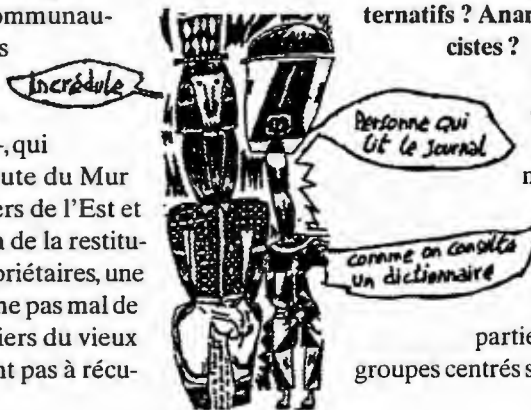 ommunau-
s
Incrédule
-, qui
ute du Mur
ers de l'Est et
de la restitu-
priétaires, une
ne pas mal de
iers du vieux
nt pas à récu-
ternatifs ? Anar
cistes ?
Personne qui
lit le Journal
comme on consulte
un dictionnaire
partie
groupes centrés s